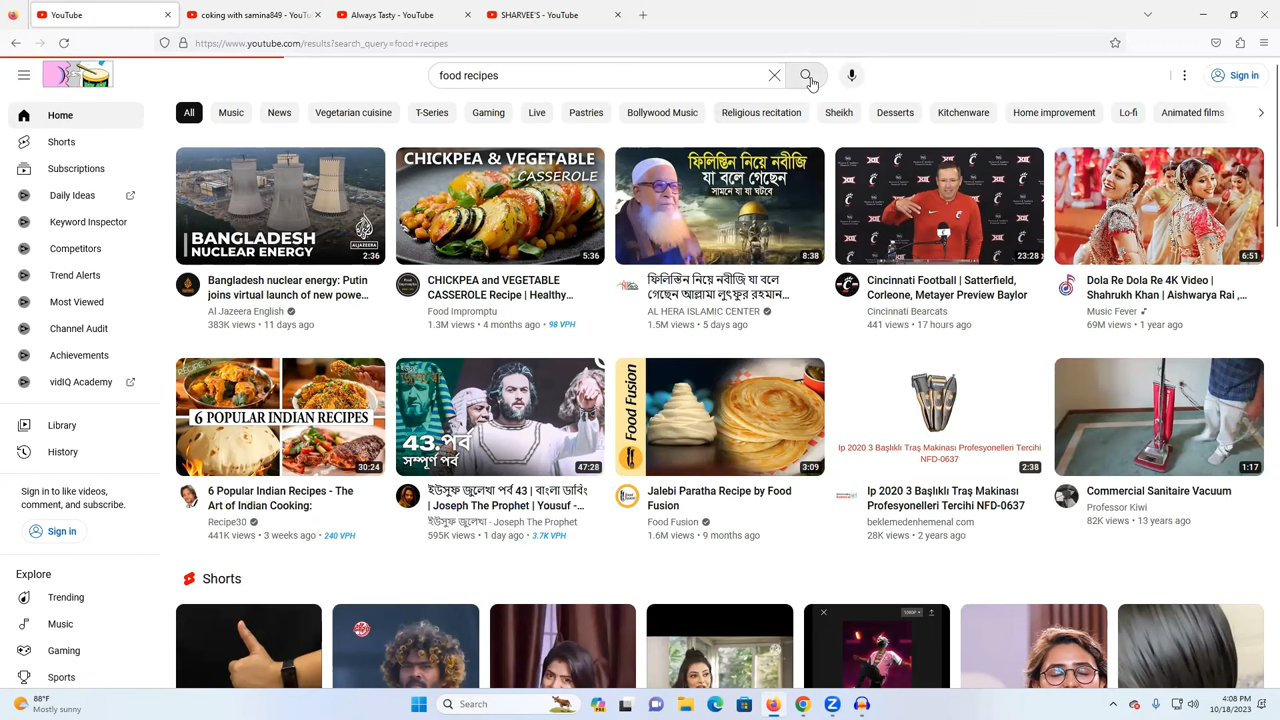 YouTube
coking with samina849 - YouTu
Always Tasty - YouTube
SHARVEE'S - YouTube
https://www.youtube.com/results?search_query=food+recipes
food recipes
Sign in
Home
Shorts
Subscriptions
Daily Ideas
Keyword Inspector
Competitors
Trend Alerts
Most Viewed
Channel Audit
Achievements
vidIQ Academy
Library
History
Sign in to like videos,
comment, and subscribe.
Sign in
Explore
Trending
Music
Gaming
Sports
All
Music
News
Vegetarian cuisine
T-Series
Gaming
Live
Pastries
Bollywood Music
Religious recitation
Sheikh
Desserts
Kitchenware
Home improvement
Lo-fi
Animated films
BANGLADESH
NUCLEAR ENERGY
ALJAZEERA
2:36
Bangladesh nuclear energy: Putin
joins virtual launch of new powe...
Al Jazeera English
383K views • 11 days ago
CHICKPEA & VEGETABLE
CASSEROLE
5:36
CHICKPEA and VEGETABLE
CASSEROLE Recipe | Healthy...
Food Impromptu
1.3M views • 4 months ago • 98 VPH
ফিলিস্তিন নিয়ে নবীজি
যা বলে গেছেন
সামনে যা যা ঘটবে
8:38
ফিলিস্তিন নিয়ে নবীজি যা বলে
গেছেন আল্লামা লুৎফুর রহমান...
AL HERA ISLAMIC CENTER
1.5M views • 5 days ago
23:28
Cincinnati Football | Satterfield,
Corleone, Metayer Preview Baylor
Cincinnati Bearcats
441 views • 17 hours ago
6:51
Dola Re Dola Re 4K Video |
Shahrukh Khan | Aishwarya Rai ,...
Music Fever
69M views • 1 year ago
6 POPULAR INDIAN RECIPES
30:24
6 Popular Indian Recipes - The
Art of Indian Cooking:
Recipe30
441K views • 3 weeks ago • 240 VPH
43.পর্ব
সম্পূর্ণ পর্ব
47:28
ইউসুফ জুলেখা পর্ব 43 | বাংলা ডাবিং
| Joseph The Prophet | Yousuf -...
ইউসুফ জুলেখা - Joseph The Prophet
595K views • 1 day ago • 3.7K VPH
Food Fusion
3:09
Jalebi Paratha Recipe by Food
Fusion
Food Fusion
1.6M views • 9 months ago
Ip 2020 3 Başlıklı Traş Makinası Profesyonelleri Tercihi
NFD-0637
2:38
Ip 2020 3 Başlıklı Traş Makinası
Profesyonelleri Tercihi NFD-0637
beklemedenhemenal.com
28K views • 2 years ago
1:17
Commercial Sanitaire Vacuum
Professor Kiwi
82K views • 13 years ago
Shorts
1080P
88°F
Mostly sunny
Search
4:08 PM
10/18/2023